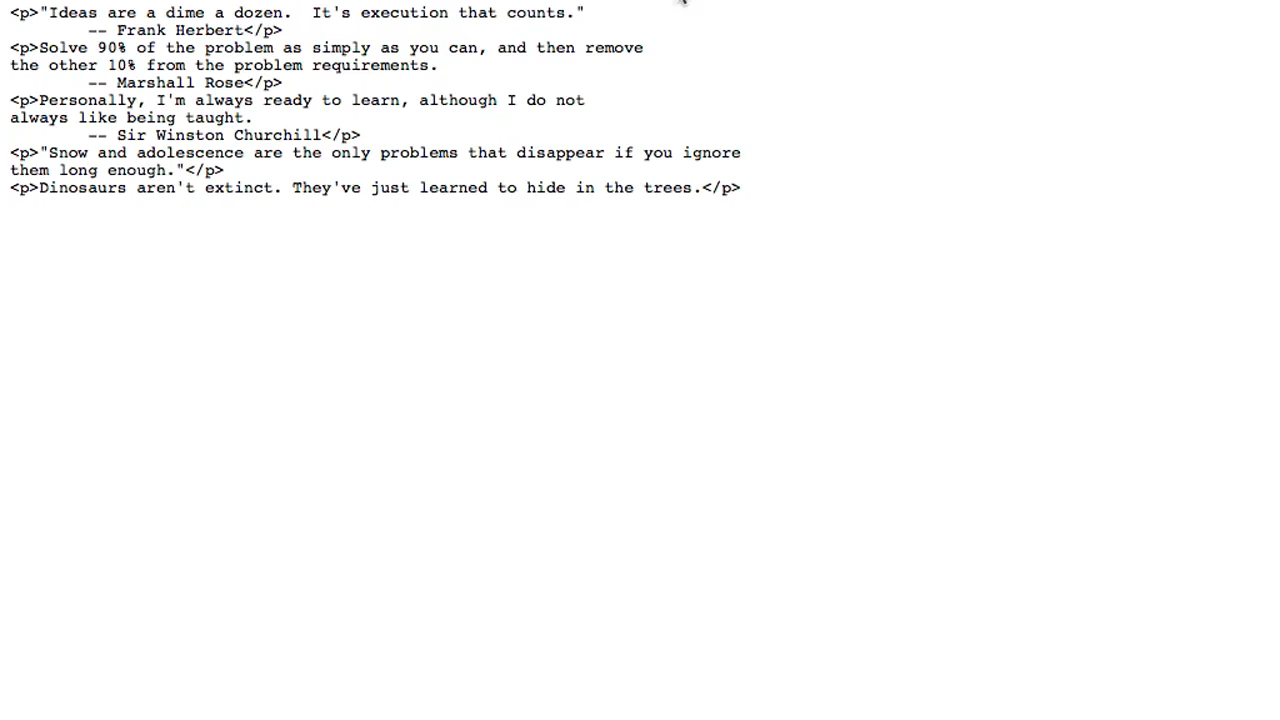 <p>"Ideas are a dime a dozen.  It's execution that counts."
        -- Frank Herbert</p>
<p>Solve 90% of the problem as simply as you can, and then remove
the other 10% from the problem requirements.
        -- Marshall Rose</p>
<p>Personally, I'm always ready to learn, although I do not
always like being taught.
        -- Sir Winston Churchill</p>
<p>"Snow and adolescence are the only problems that disappear if you ignore
them long enough."</p>
<p>Dinosaurs aren't extinct. They've just learned to hide in the trees.</p>